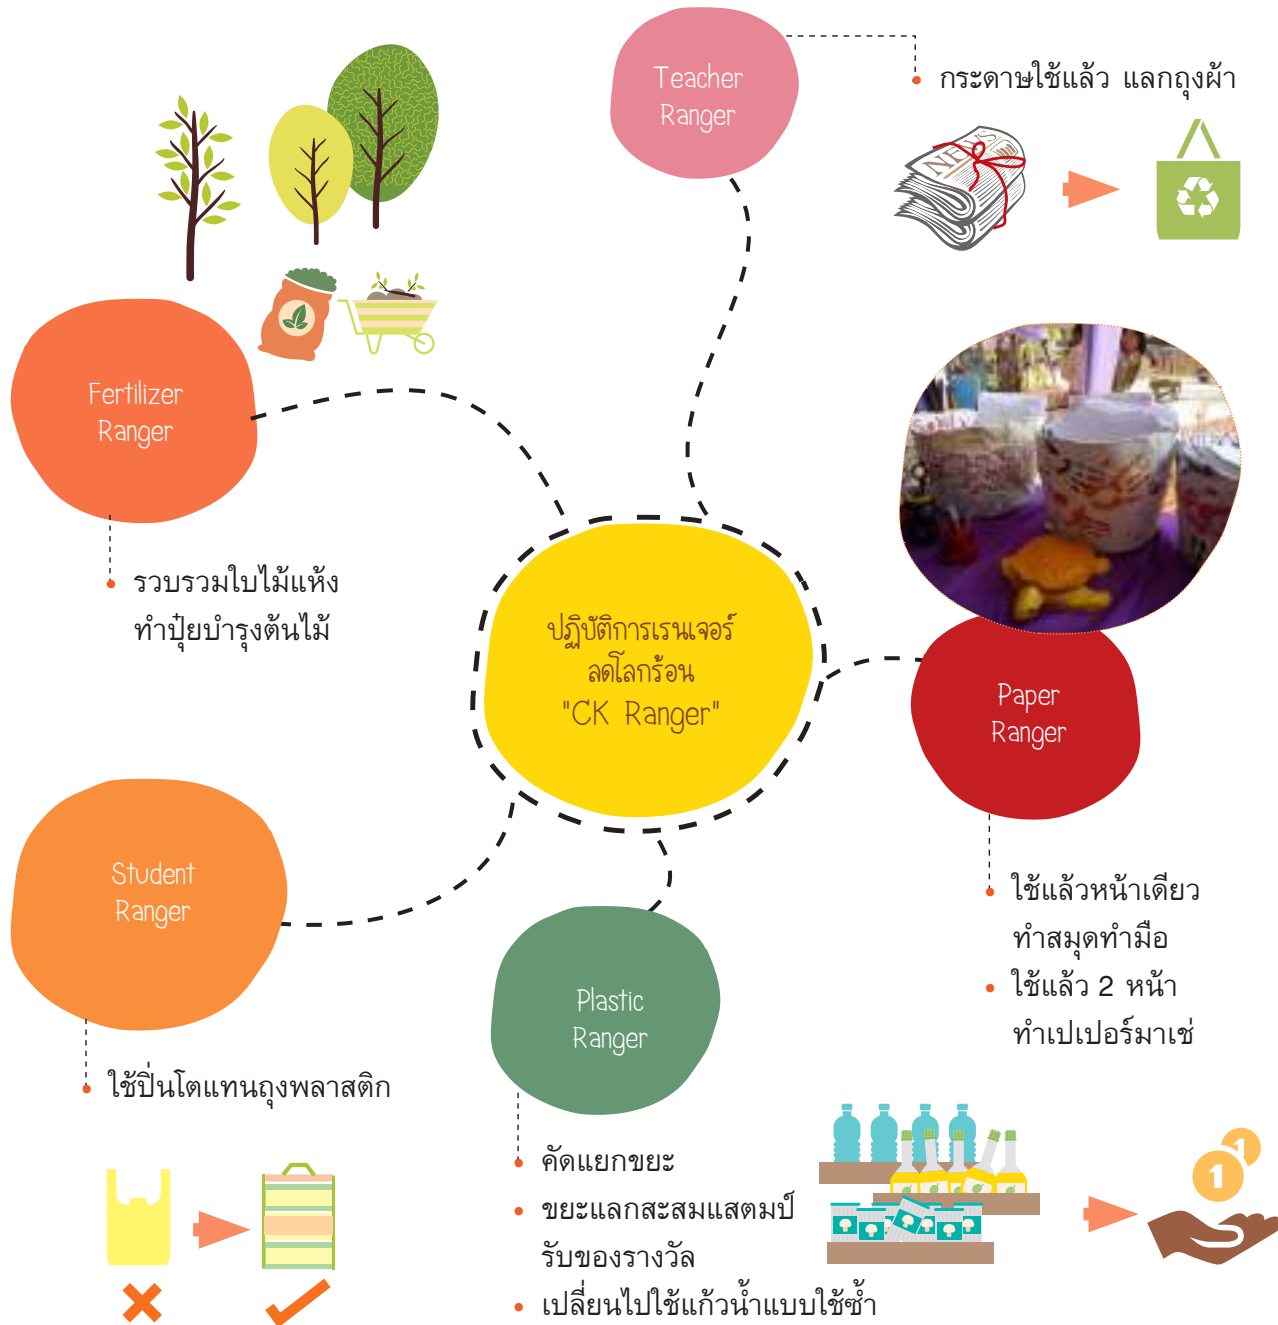 Teacher
Ranger
กระดาษใช้แล้ว แลกถุงผ้า
NEWS
Fertilizer
Ranger
รวบรวมใบไม้แห้ง
ทำปุ๋ยบำรุงต้นไม้
ปฏิบัติการเรนเจอร์
ลดโลกร้อน
"CK Ranger"
Paper
Ranger
ใช้แล้วหน้าเดียว
ทำสมุดทำมือ
ใช้แล้ว 2 หน้า
ทำเปเปอร์มาเช่
Student
Ranger
ใช้ปิ่นโตแทนถุงพลาสติก
Plastic
Ranger
คัดแยกขยะ
ขยะแลกสะสมแสตมป์
รับของรางวัล
เปลี่ยนไปใช้แก้วน้ำแบบใช้ซ้ำ
1
1